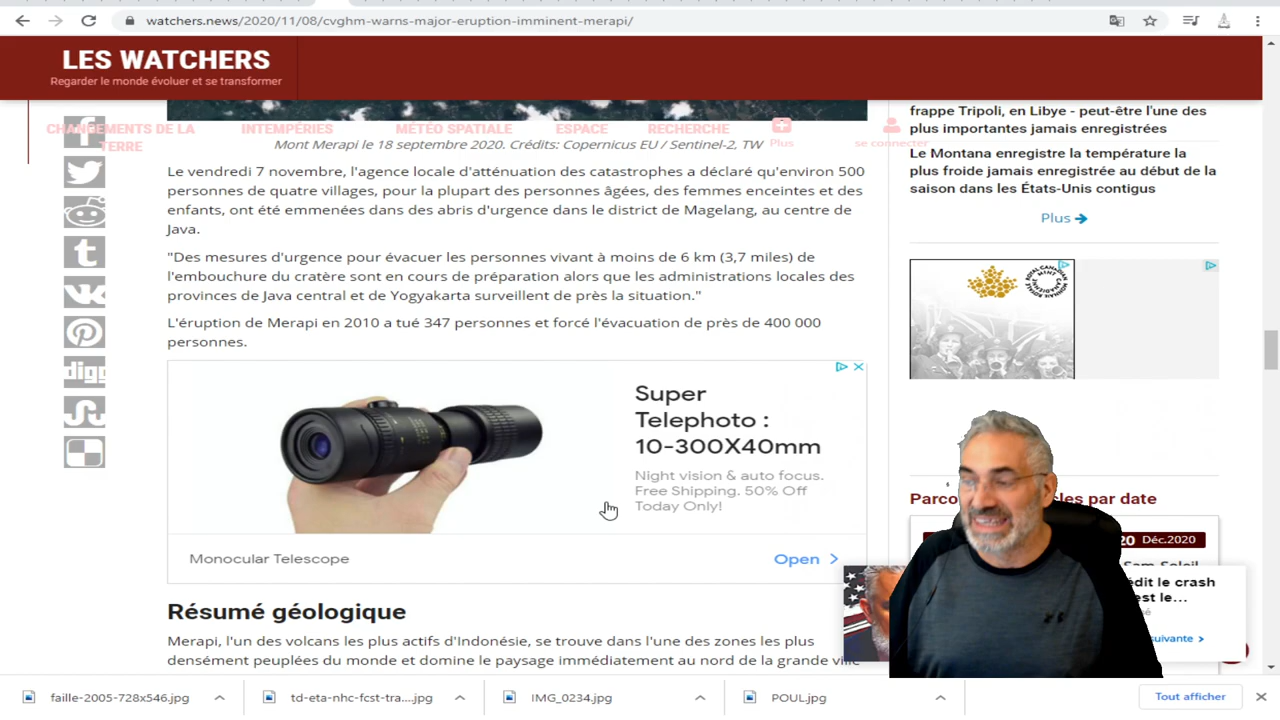 watchers.news/2020/11/08/cvghm-warns-major-eruption-imminent-merapi/
LES WATCHERS
Regarder le monde évoluer et se transformer
CHANGEMENTS DE LA TERRE
INTEMPÉRIES
MÉTÉO SPATIALE
ESPACE
RECHERCHE
Plus
se connecter
Mont Merapi le 18 septembre 2020. Crédits: Copernicus EU / Sentinel-2, TW
Le vendredi 7 novembre, l'agence locale d'atténuation des catastrophes a déclaré qu'environ 500
personnes de quatre villages, pour la plupart des personnes âgées, des femmes enceintes et des
enfants, ont été emmenées dans des abris d'urgence dans le district de Magelang, au centre de
Java.
"Des mesures d'urgence pour évacuer les personnes vivant à moins de 6 km (3,7 miles) de
l'embouchure du cratère sont en cours de préparation alors que les administrations locales des
provinces de Java central et de Yogyakarta surveillent de près la situation."
L'éruption de Merapi en 2010 a tué 347 personnes et forcé l'évacuation de près de 400 000
personnes.
Super
Telephoto :
10-300X40mm
Night vision & auto focus.
Free Shipping. 50% Off
Today Only!
Monocular Telescope
Open
Résumé géologique
Merapi, l'un des volcans les plus actifs d'Indonésie, se trouve dans l'une des zones les plus
densément peuplées du monde et domine le paysage immédiatement au nord de la grande ville
frappe Tripoli, en Libye - peut-être l'une des
plus importantes jamais enregistrées
Le Montana enregistre la température la
plus froide jamais enregistrée au début de la
saison dans les États-Unis contigus
Plus
ROYAL CANADIAN MINT
Parco
les par date
20 Déc.2020
Sam Soleil
édit le crash
est le...
suivante
digg
faille-2005-728x546.jpg
td-eta-nhc-fcst-tra....jpg
IMG_0234.jpg
POUL.jpg
Tout afficher